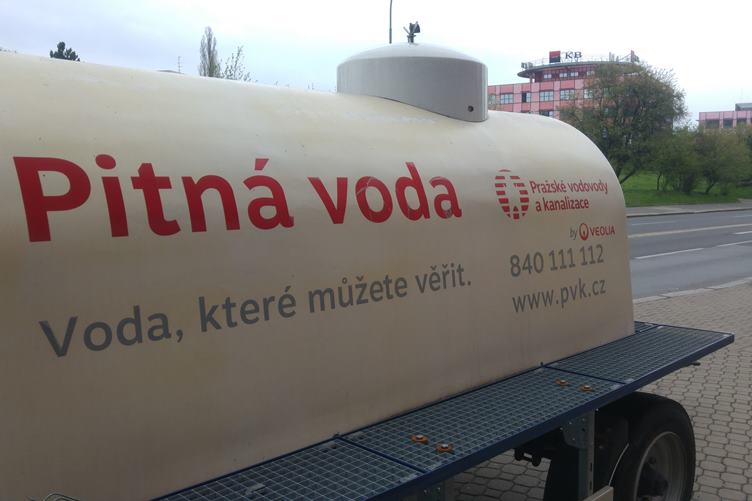 KB
Pitná voda
Pražské vodovody
a kanalizace
by VEOLIA
Voda, které můžete věřit.
840 111 112
www.pvk.cz